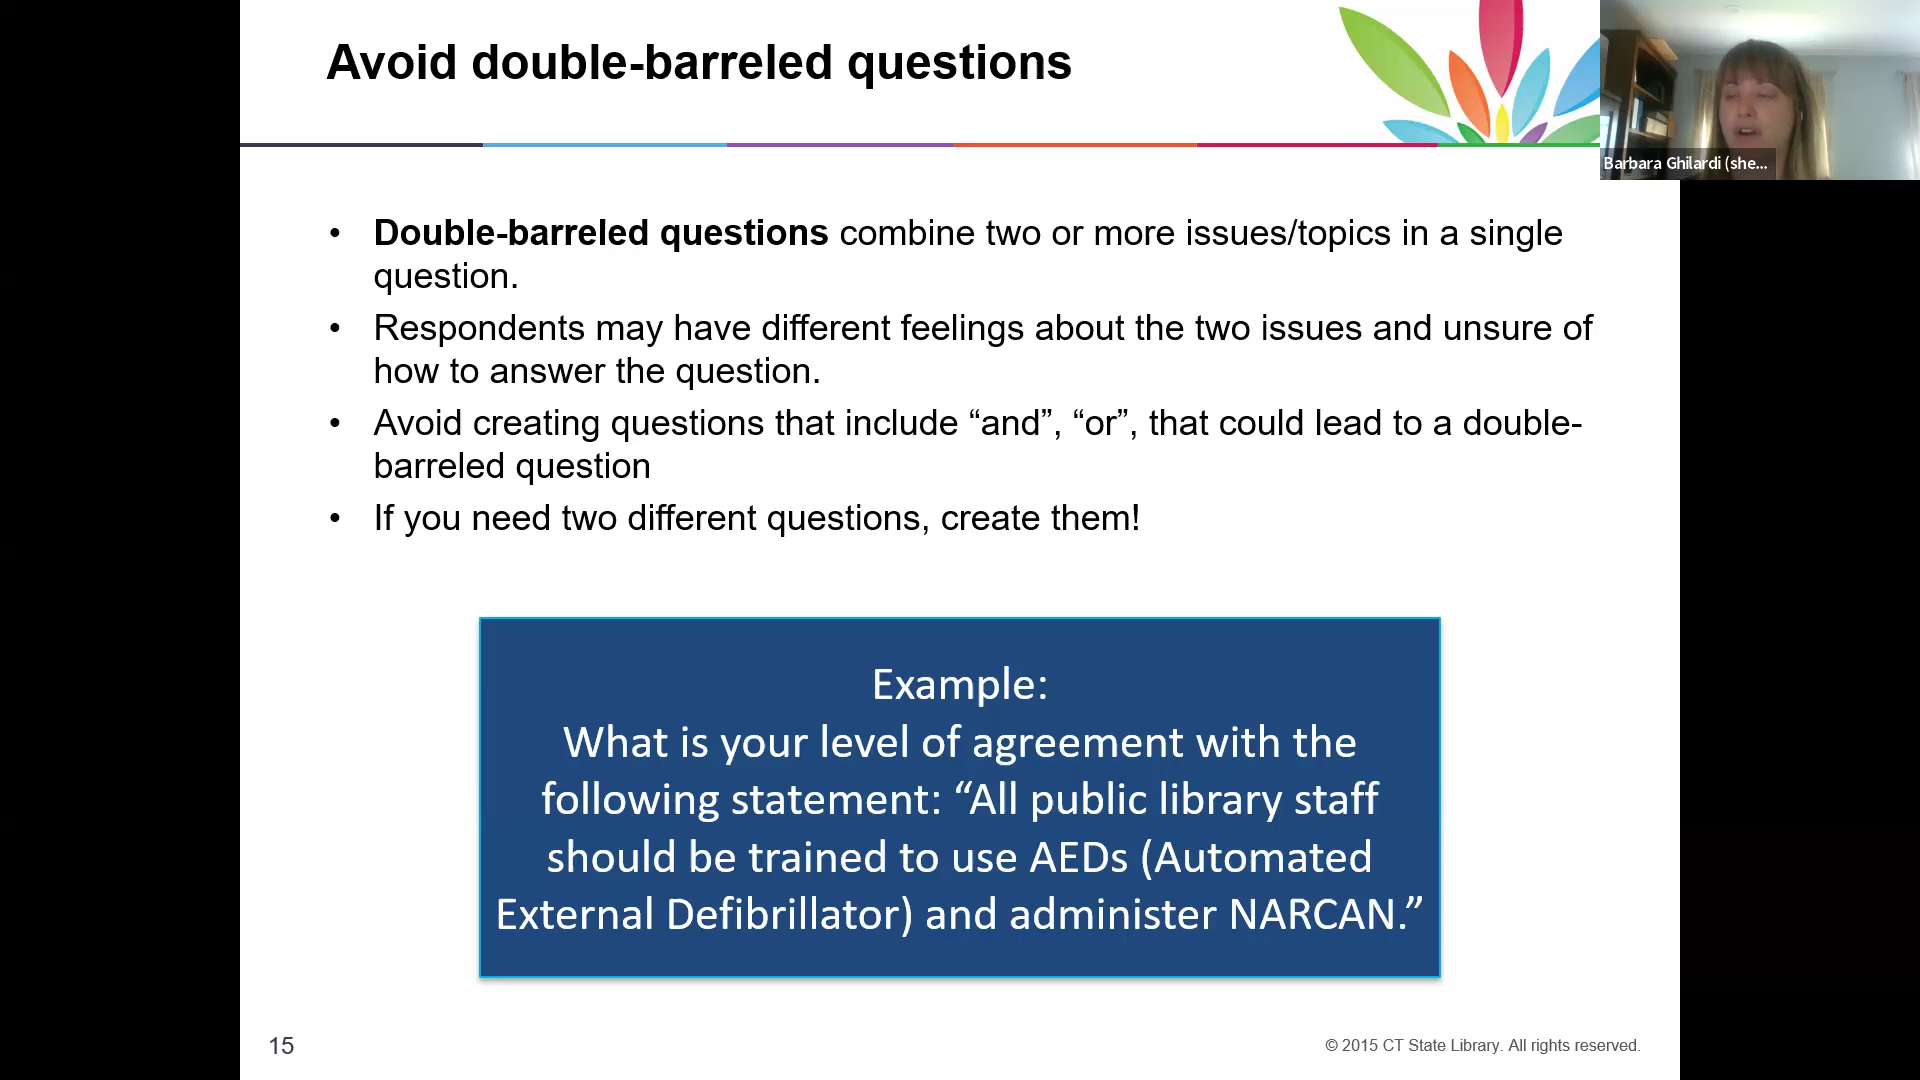 Avoid double-barreled questions
Barbara Ghilardi (she...
• Double-barreled questions combine two or more issues/topics in a single
question.
• Respondents may have different feelings about the two issues and unsure of
how to answer the question.
• Avoid creating questions that include “and”, “or”, that could lead to a double-
barreled question
• If you need two different questions, create them!
Example:
What is your level of agreement with the
following statement: “All public library staff
should be trained to use AEDs (Automated
External Defibrillator) and administer NARCAN.”
15
© 2015 CT State Library. All rights reserved.